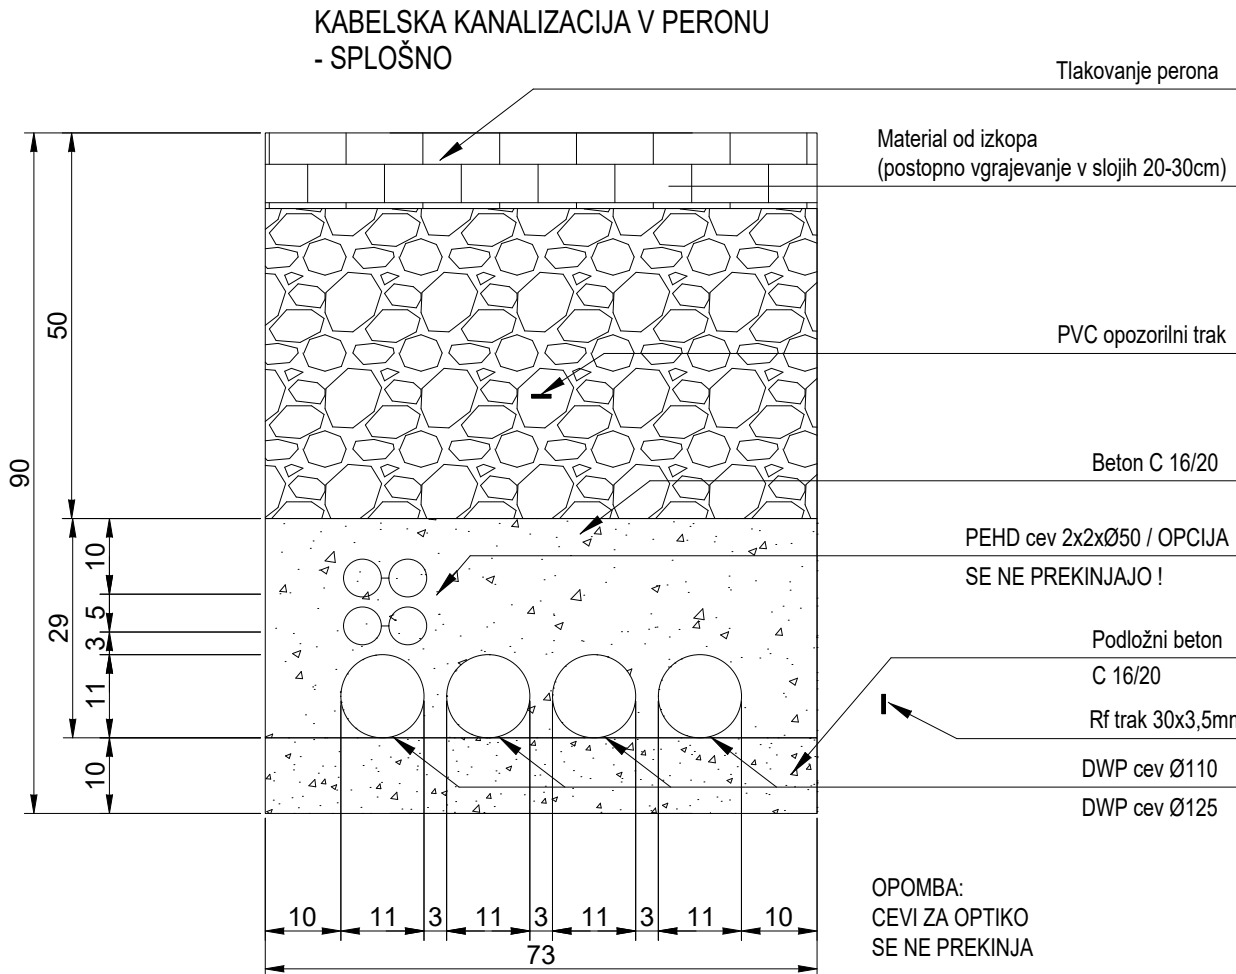 KABELSKA KANALIZACIJA V PERONU
- SPLOŠNO
Tlakovanje perona
Material od izkopa
(postopno vgrajevanje v slojih 20-30cm)
PVC opozorilni trak
Beton C 16/20
PEHD cev 2x2xØ50 / OPCIJA
SE NE PREKINJAJO !
Podložni beton
C 16/20
Rf trak 30x3,5mm
DWP cev Ø110
DWP cev Ø125
OPOMBA:
CEVI ZA OPTIKO
SE NE PREKINJA
90
50
29
10
5
3
11
10
10
11
3
11
3
11
3
11
10
73